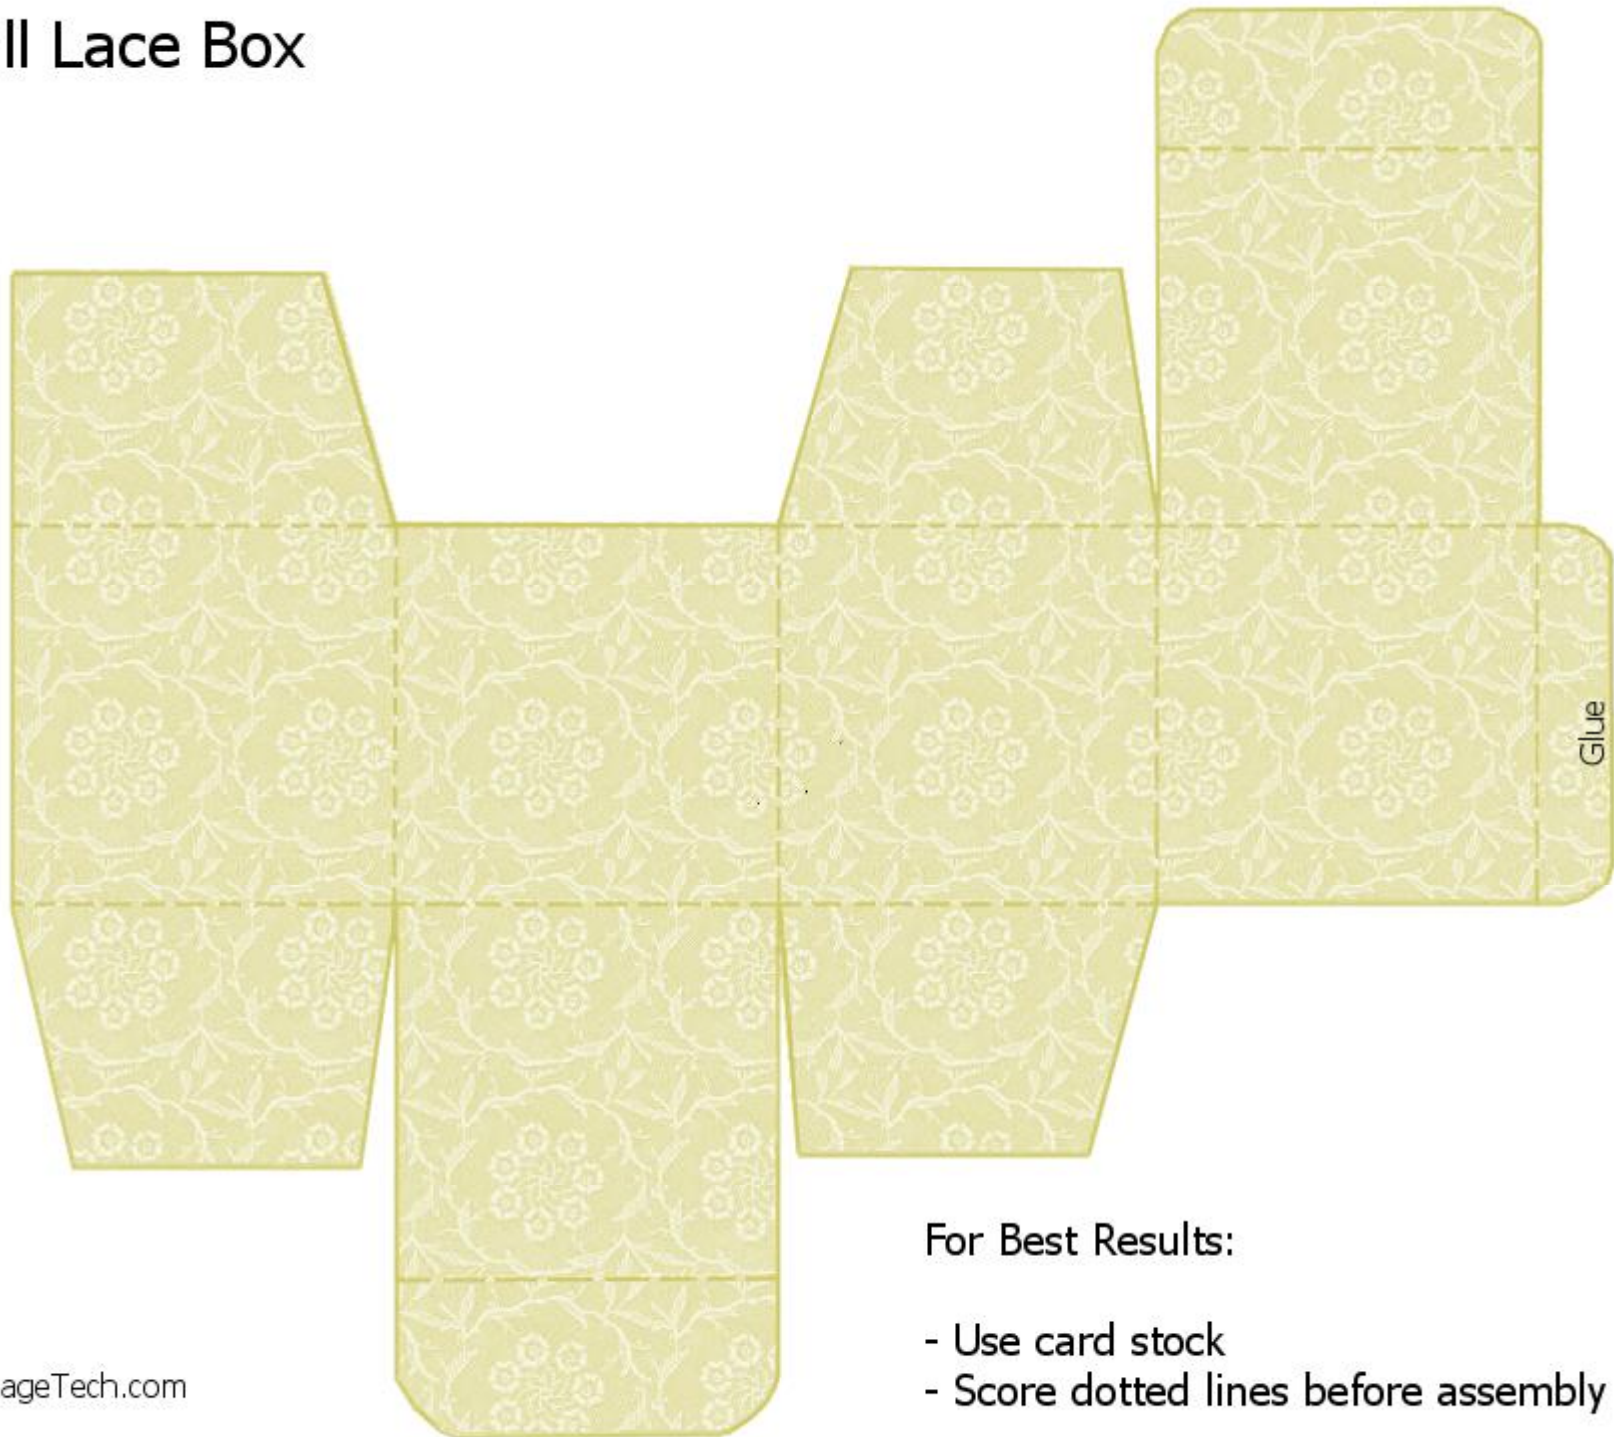 ll Lace Box
Glue
For Best Results:
- Use card stock
- Score dotted lines before assembly
ageTech.com